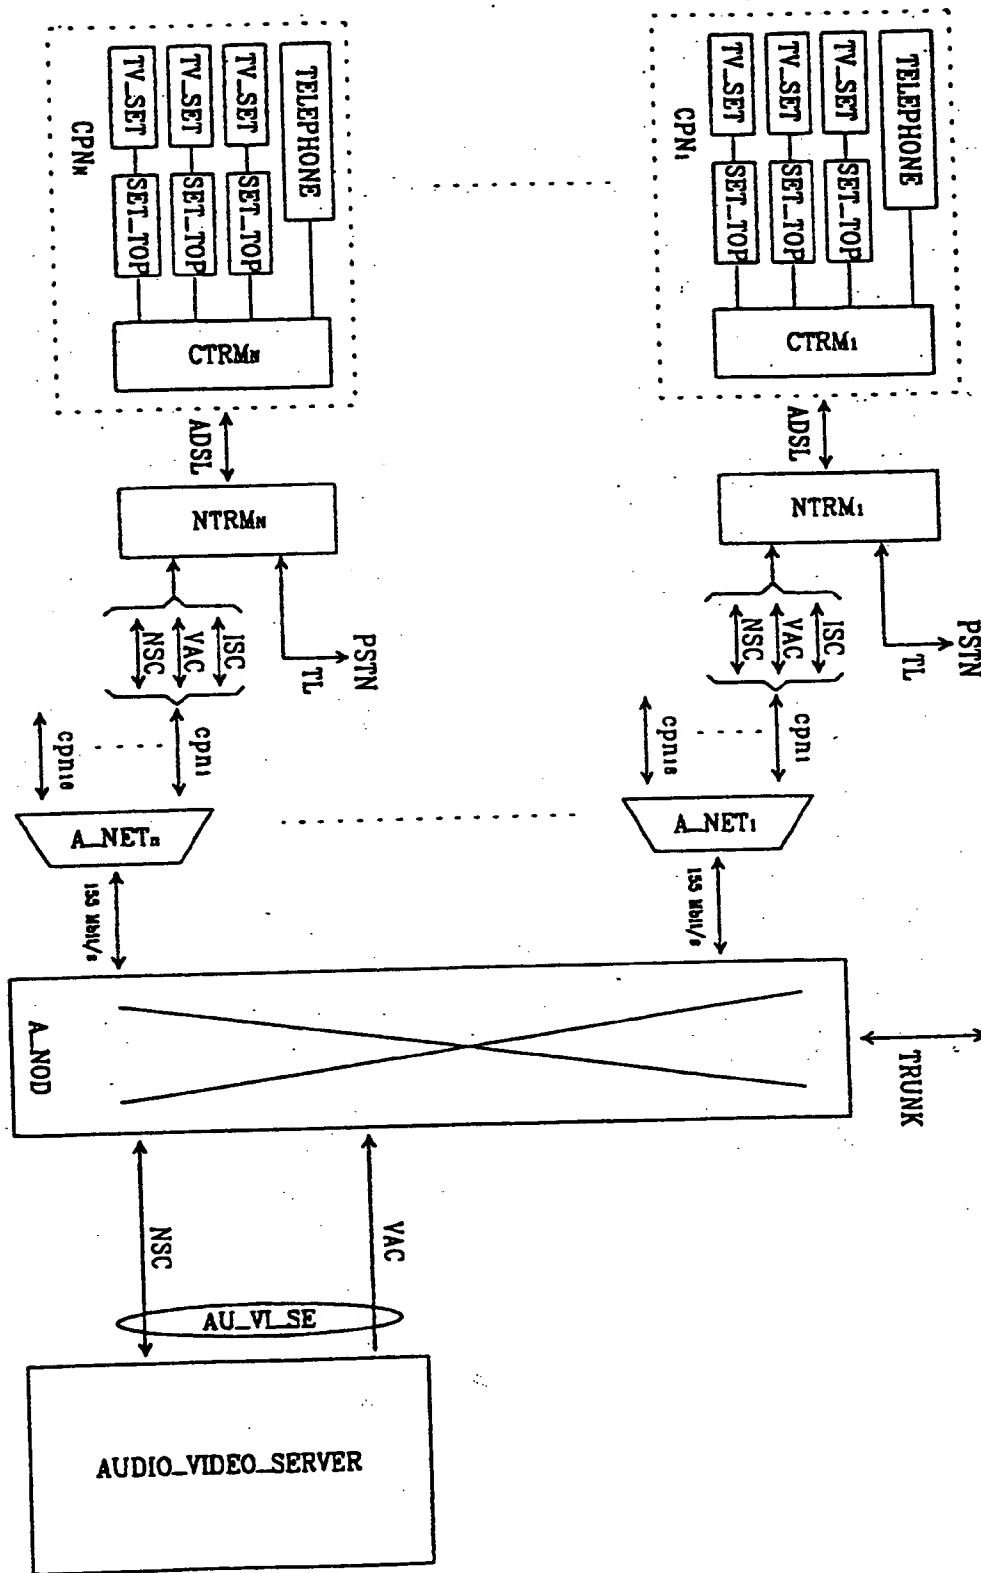 TV_SET
TV_SET
TV_SET
TELEPHONE
SET_TOP
SET_TOP
SET_TOP
CPNN
CTRMN
ADSL
NTRMN
NSC
VAC
ISC
TL
PSTN
cpn16
cpn1
A_NETn
155 Mbit/s
TV_SET
TV_SET
TV_SET
TELEPHONE
SET_TOP
SET_TOP
SET_TOP
CPN1
CTRM1
ADSL
NTRM1
NSC
VAC
ISC
TL
PSTN
cpn16
cpn1
A_NET1
155 Mbit/s
A_NOD
TRUNK
NSC
VAC
AU_VI_SE
AUDIO_VIDEO_SERVER